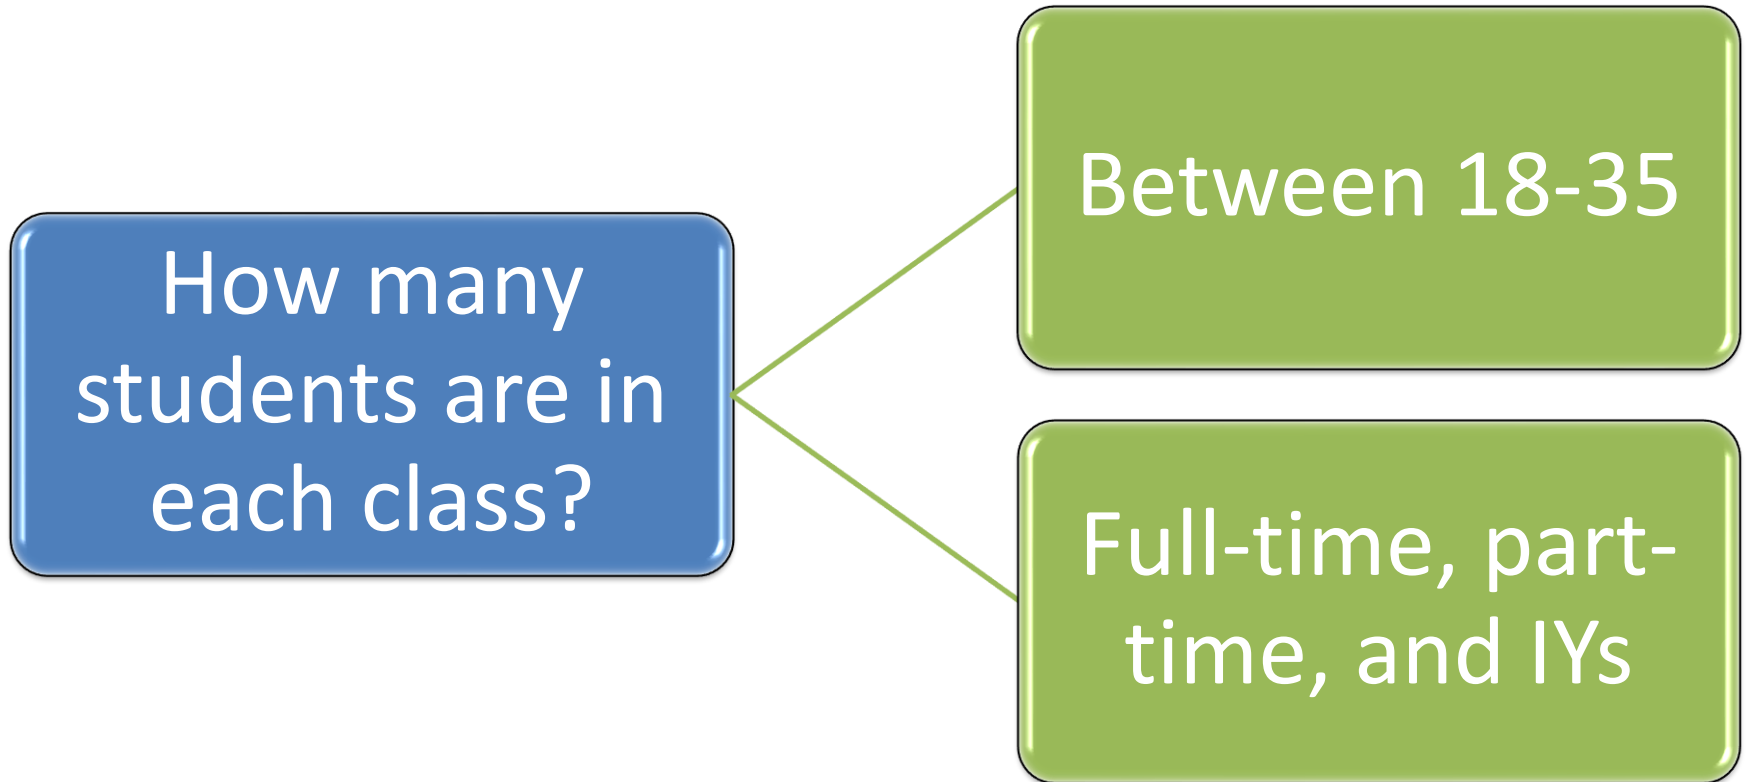 How many
students are in
each class?
Between 18-35
Full-time, part-
time, and IYs